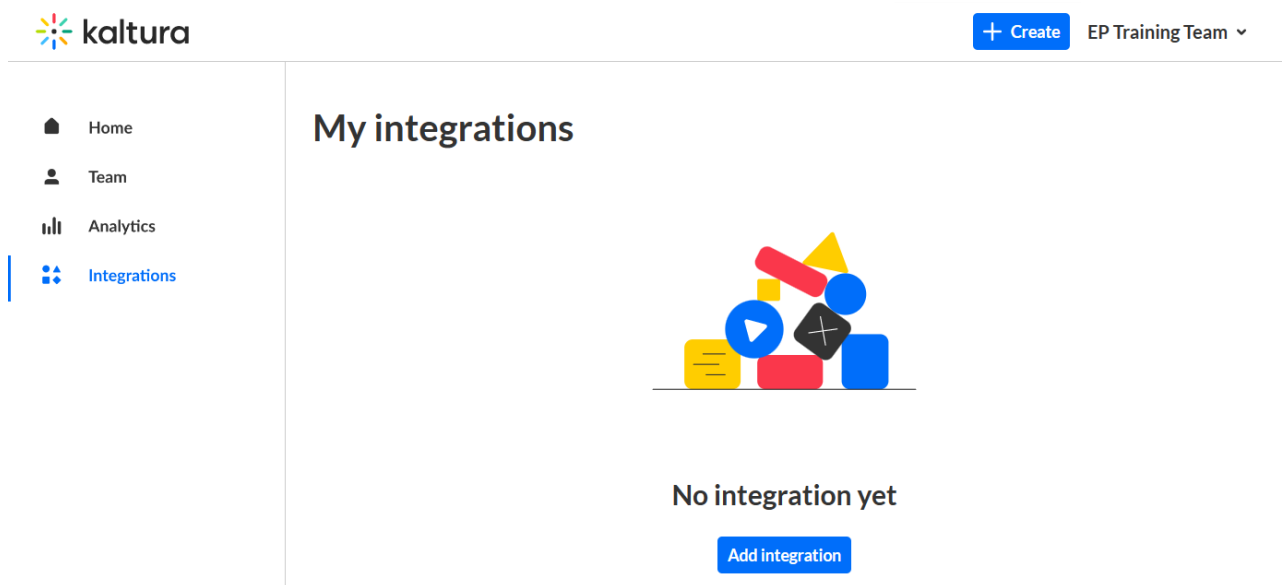 kaltura
Create
EP Training Team
Home
Team
Analytics
Integrations
My integrations
No integration yet
Add integration